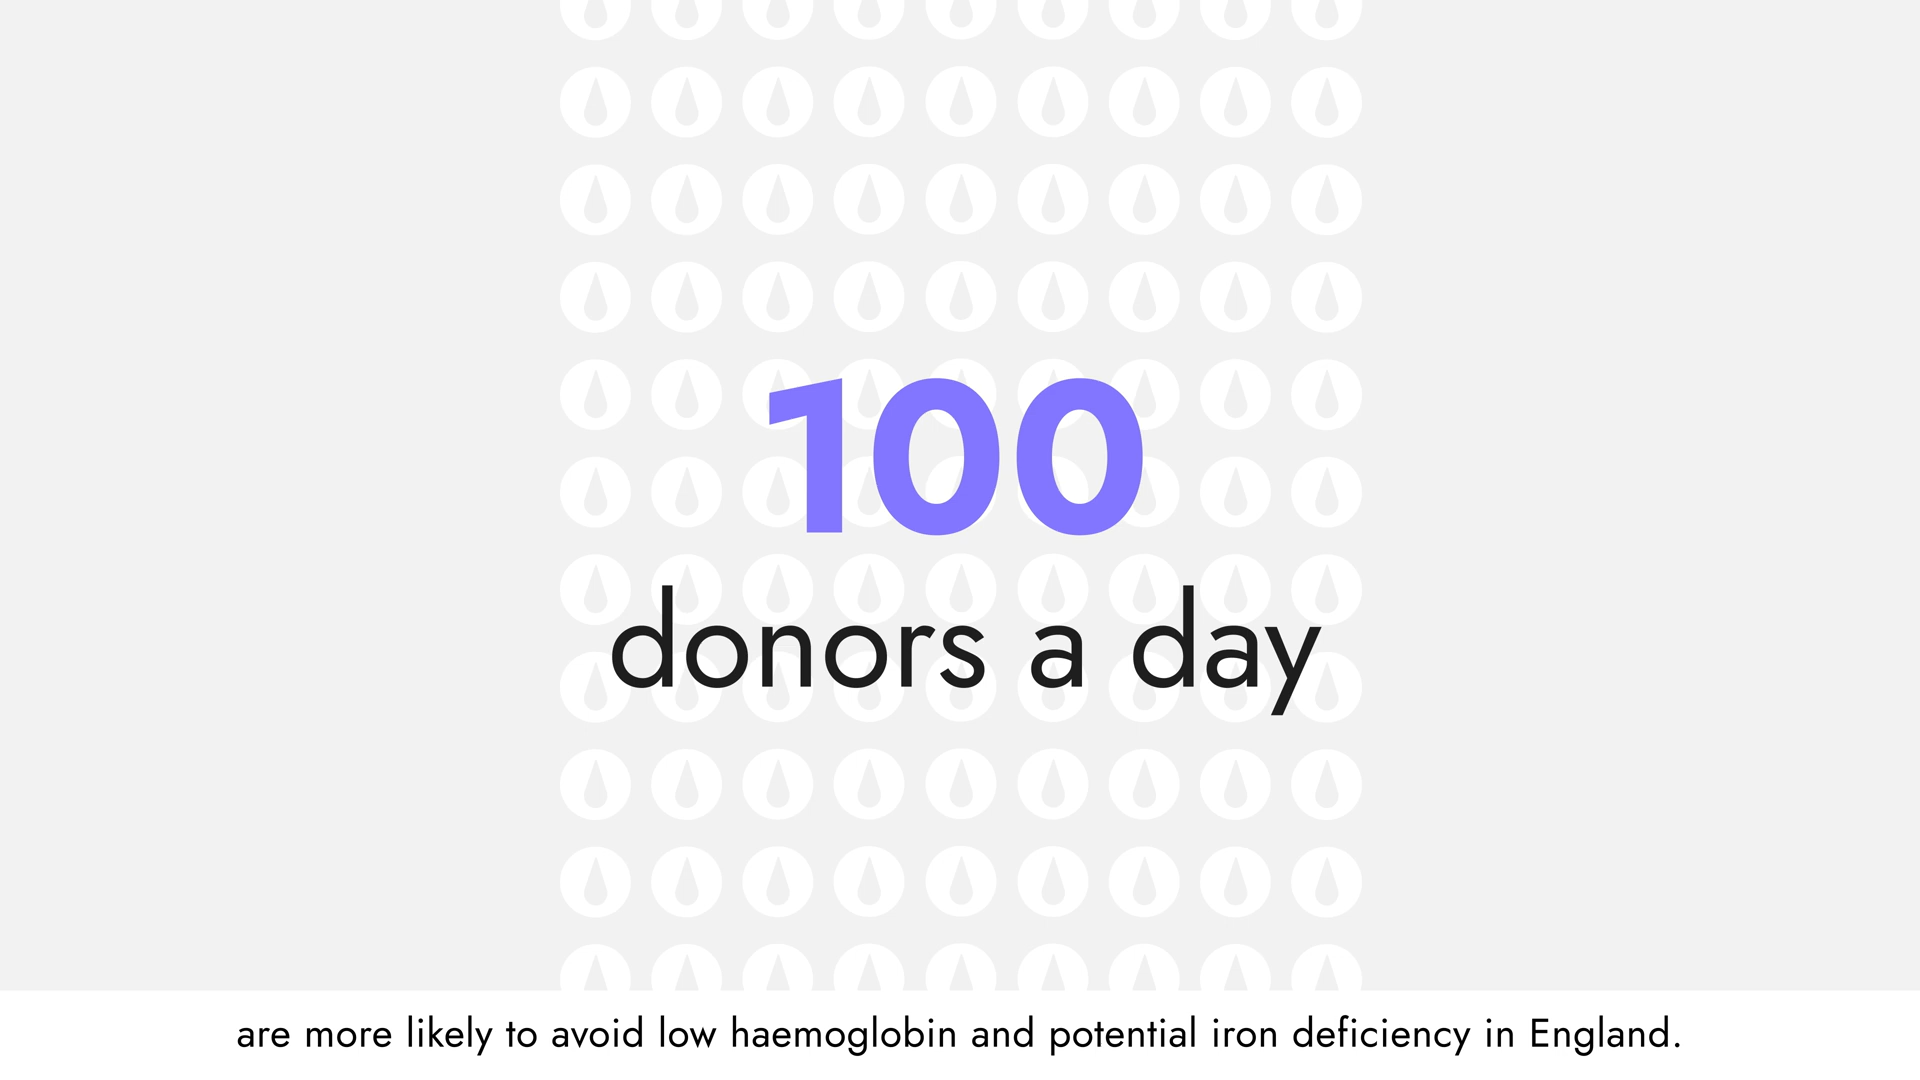 100
donors a day
are more likely to avoid low haemoglobin and potential iron deficiency in England.